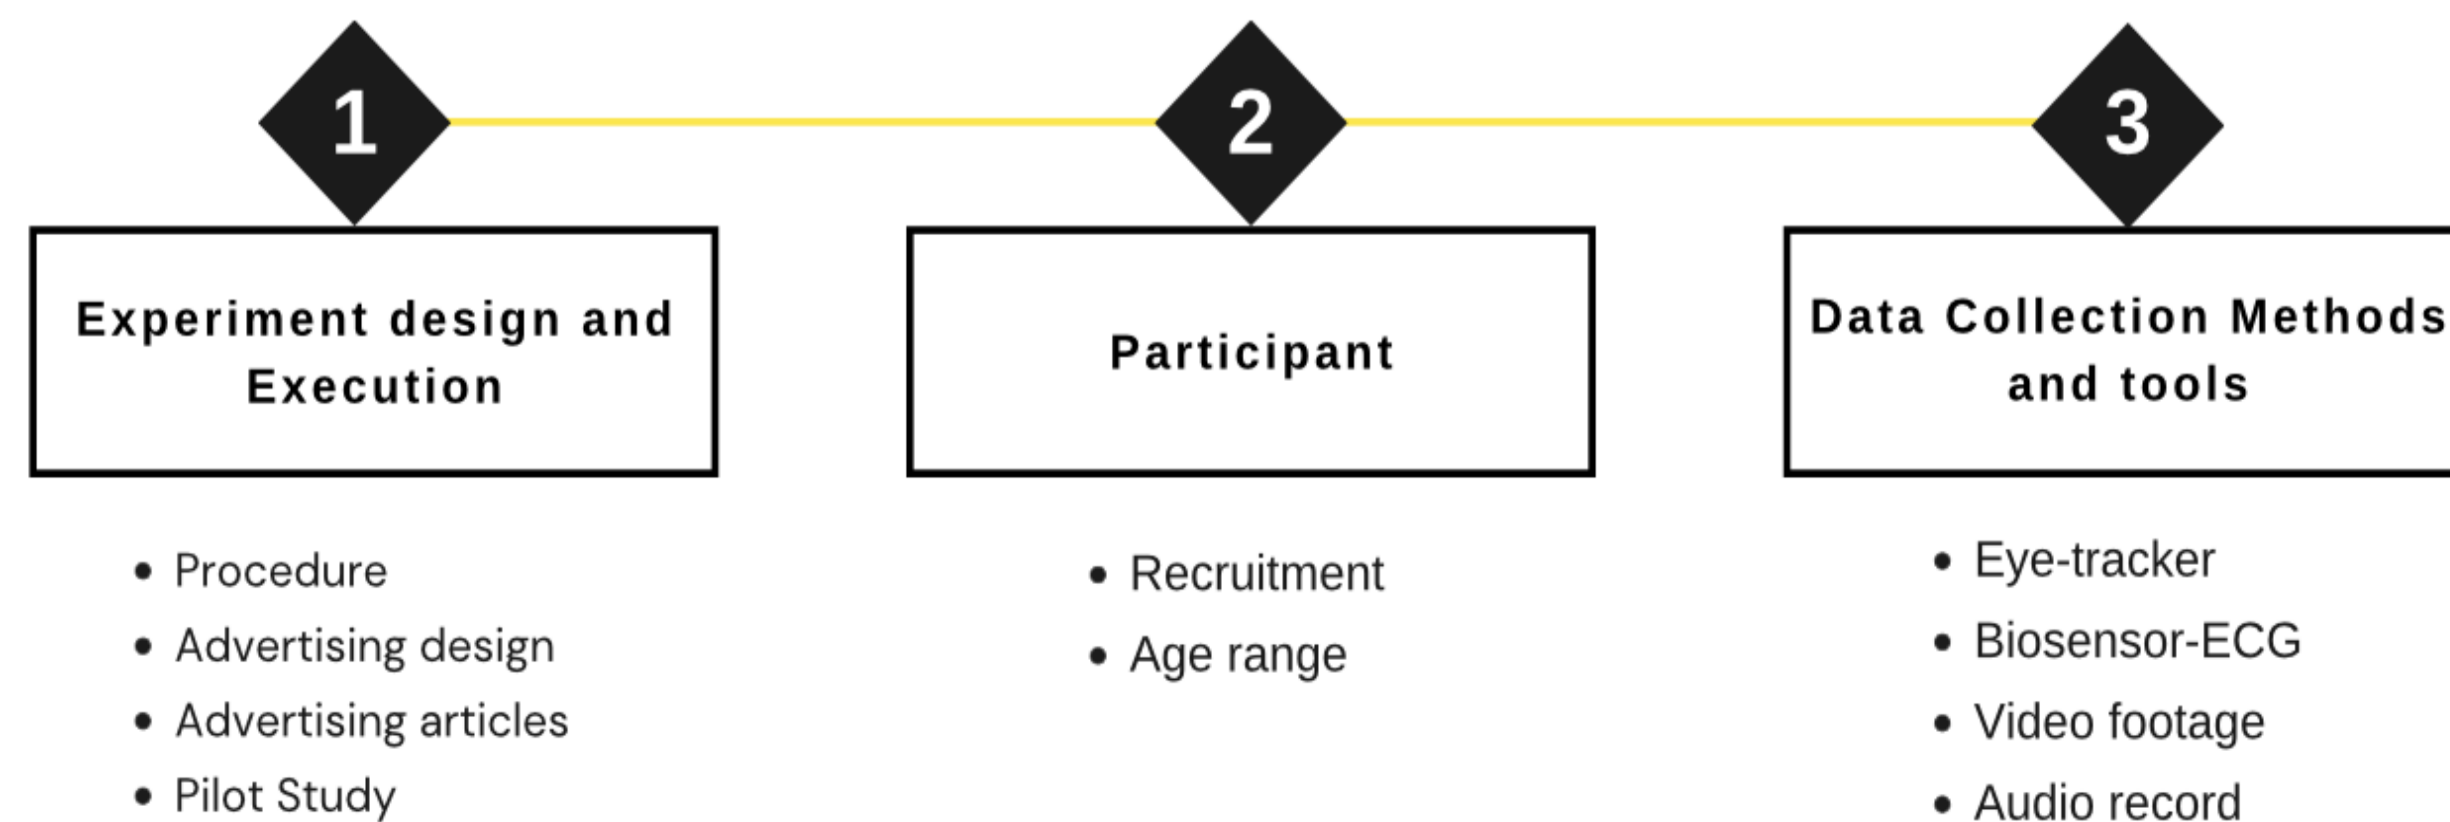 1
2
3
Experiment design and
Execution
Participant
Data Collection Methods
and tools
• Procedure
• Advertising design
• Advertising articles
• Pilot Study
• Recruitment
• Age range
• Eye-tracker
• Biosensor-ECG
• Video footage
• Audio record